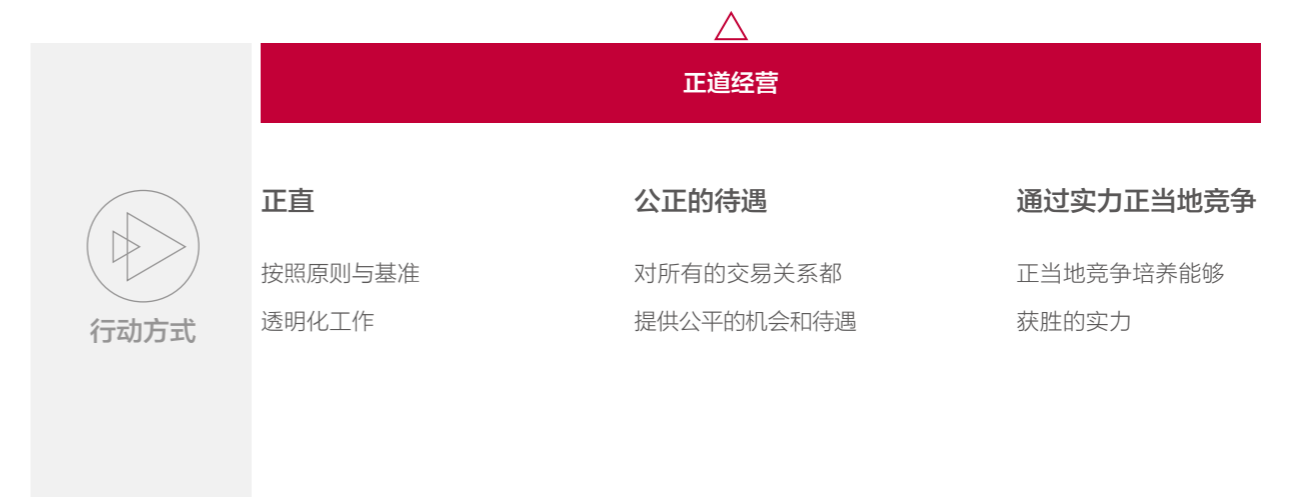 正道经营
行动方式
正直
按照原则与基准
透明化工作
公正的待遇
对所有的交易关系都
提供公平的机会和待遇
通过实力正当地竞争
正当地竞争培养能够
获胜的实力